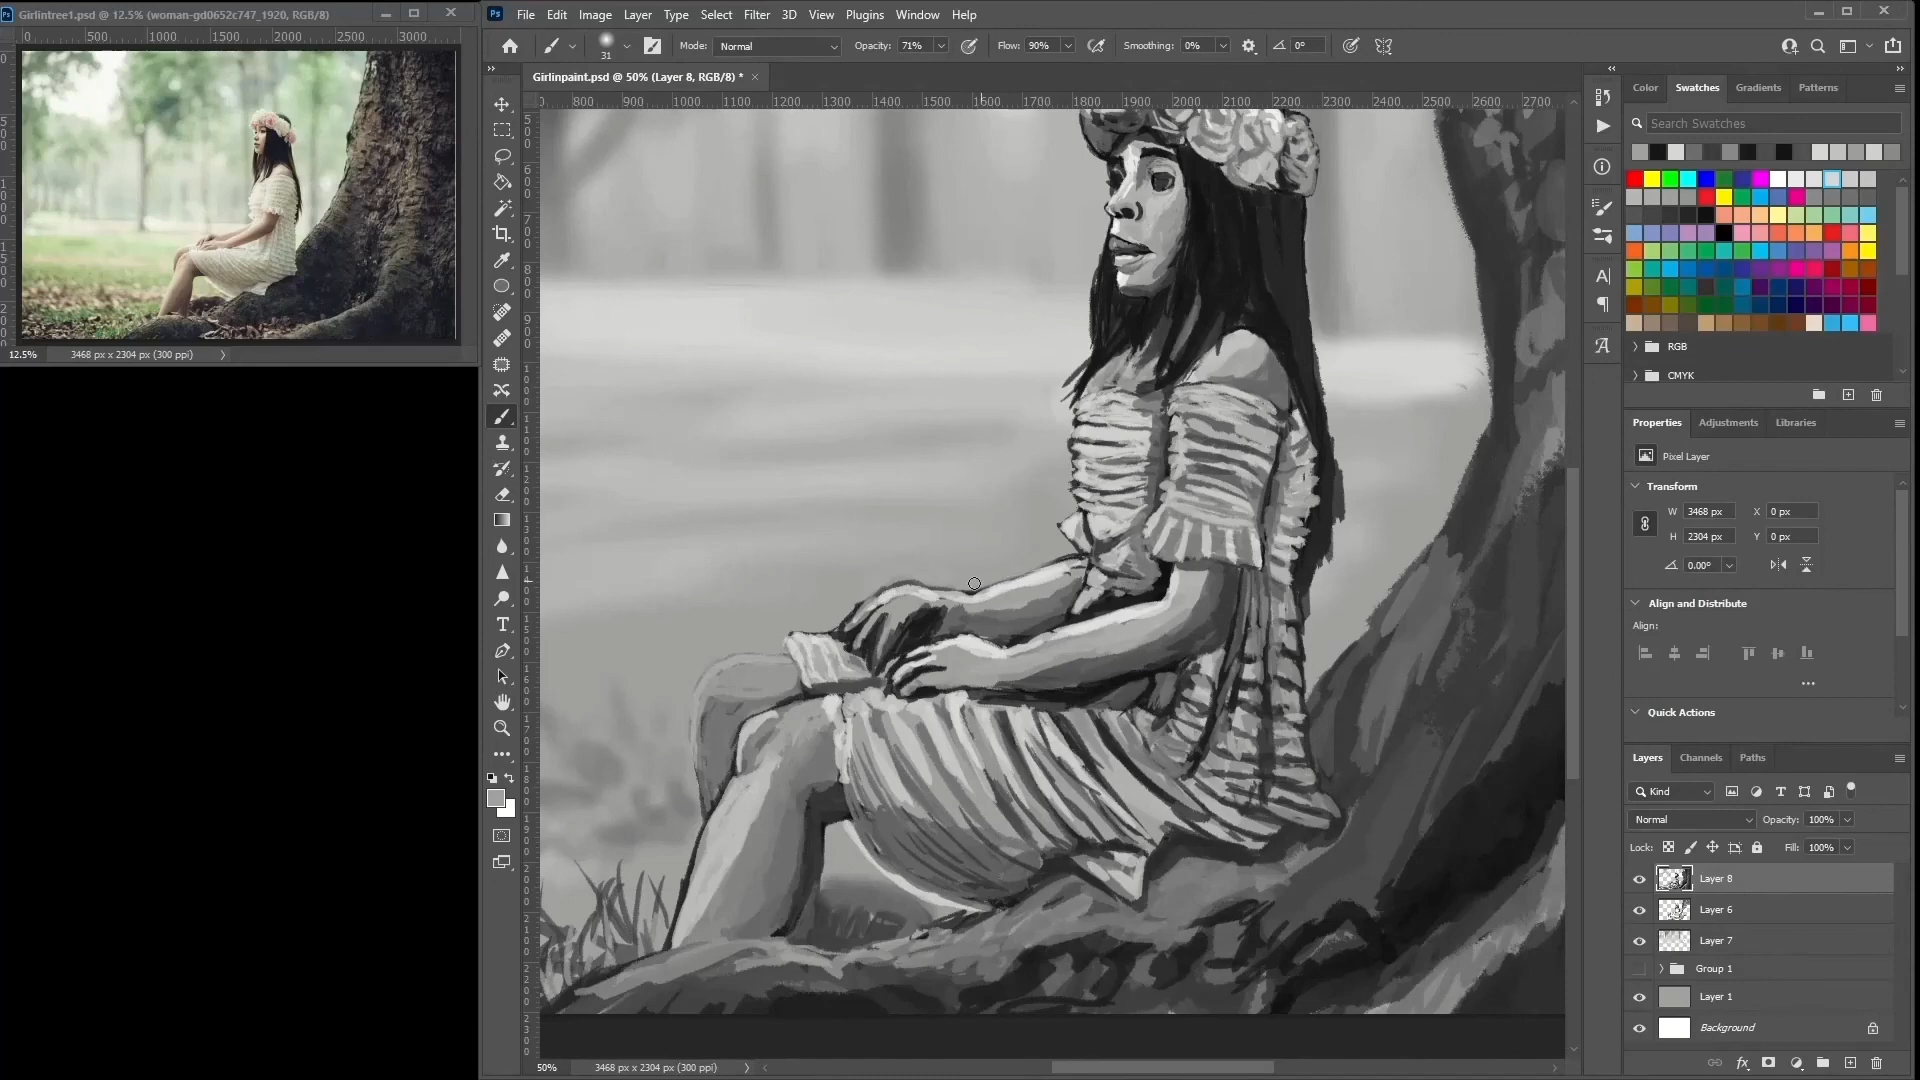 Girlintree1.psd @ 12.5% (woman-gd0652c747_1920, RGB/8)
0 500 1000 1500 2000 2500 3000
12.5% 3468 px x 2304 px (300 ppi)
Ps File Edit Image Layer Type Select Filter 3D View Plugins Window Help
31 Mode: Normal Opacity: 71% Flow: 90% Smoothing: 0% 0°
Girlinpaint.psd @ 50% (Layer 8, RGB/8) *
800 900 1000 1100 1200 1300 1400 1500 1600 1700 1800 1900 2000 2100 2200 2300 2400 2500 2600 2700
50% 3468 px x 2304 px (300 ppi)
Color Swatches Gradients Patterns
Search Swatches
RGB
CMYK
Properties Adjustments Libraries
Pixel Layer
Transform
W 3468 px X 0 px
H 2304 px Y 0 px
0.00°
Align and Distribute
Align:
Quick Actions
Layers Channels Paths
Kind
Normal Opacity: 100%
Lock: Fill: 100%
Layer 8
Layer 6
Layer 7
Group 1
Layer 1
Background